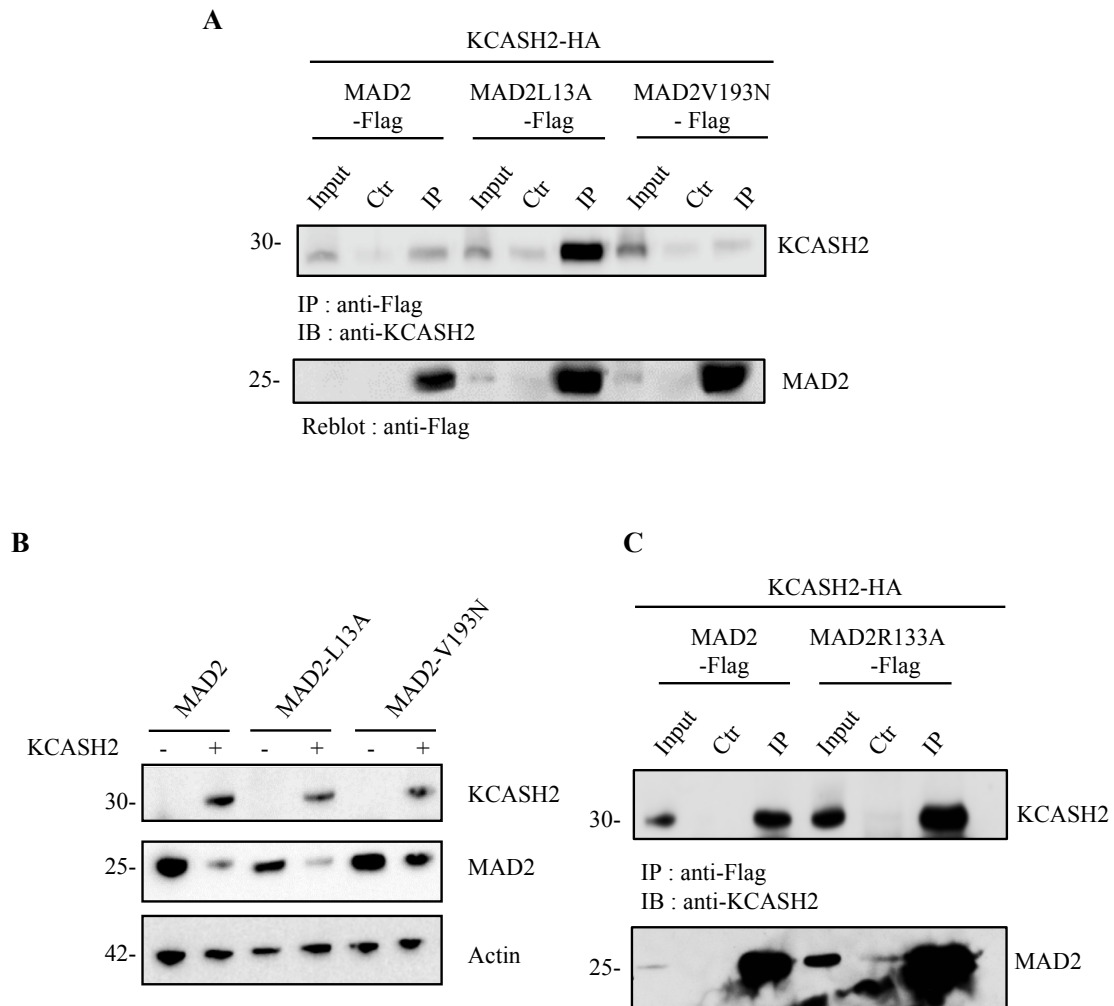 A
KCASH2-HA
MAD2 MAD2L13A MAD2V193N
-Flag -Flag - Flag
Input Ctr IP Input Ctr IP Input Ctr IP
30- KCASH2
IP : anti-Flag
IB : anti-KCASH2
25- MAD2
Reblot : anti-Flag
B
MAD2 MAD2-L13A MAD2-V193N
KCASH2 - + - + - +
30- KCASH2
25- MAD2
42- Actin
C
KCASH2-HA
MAD2 MAD2R133A
-Flag -Flag
Input Ctr IP Input Ctr IP
30- KCASH2
IP : anti-Flag
IB : anti-KCASH2
25- MAD2